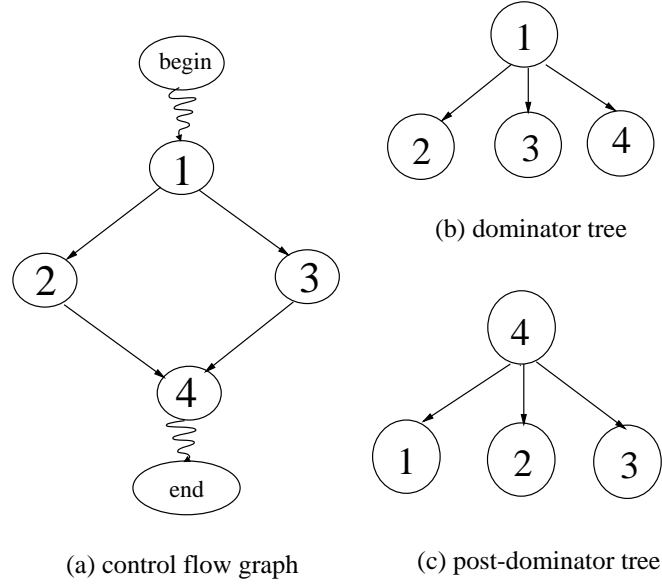 begin
1
2
3
4
end
(a) control flow graph
1
2 3 4
(b) dominator tree
4
1 2 3
(c) post-dominator tree